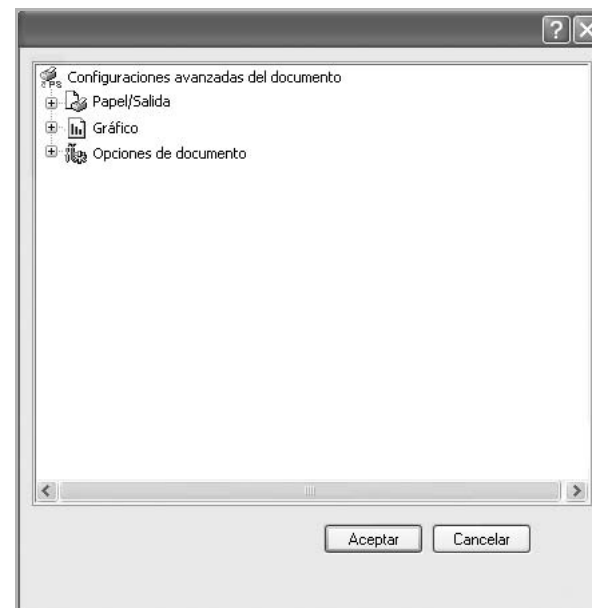 Configuraciones avanzadas del documento
Papel/Salida
Gráfico
Opciones de documento
Aceptar Cancelar